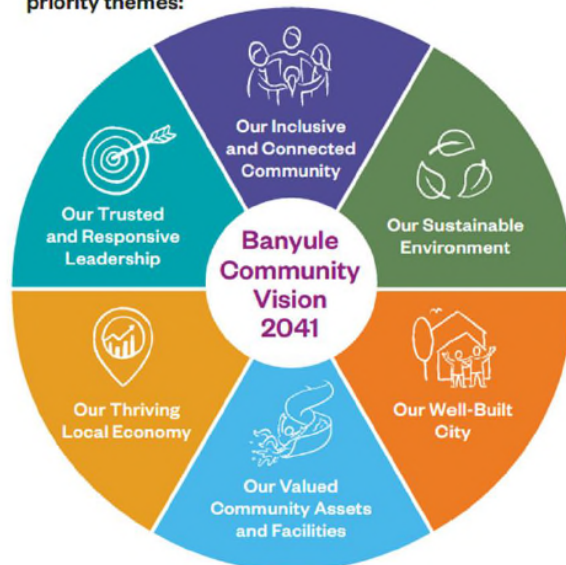 priority themes:
Our Inclusive
and Connected
Community
Our Sustainable
Environment
Our Well-Built
City
Our Valued
Community Assets
and Facilities
Our Thriving
Local Economy
Our Trusted
and Responsive
Leadership
Banyule
Community
Vision
2041